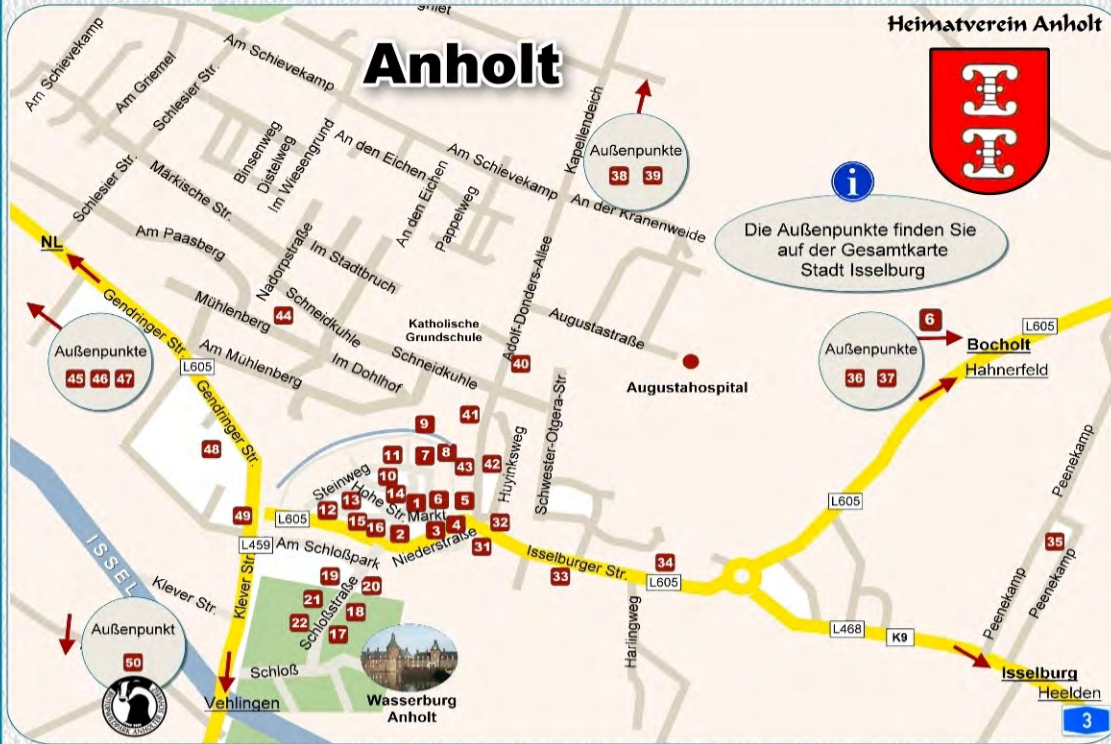 Heimatverein Anholt
Anholt
gniet
Am Schievekamp
Am Griemel
Schlesier Str.
Am Schievekamp
Binsenweg
Distelweg
Im Wiesengrund
An den Eichen
Am Schievekamp
Kapellendeich
Außenpunkte
38 39
i
Die Außenpunkte finden Sie
auf der Gesamtkarte
Stadt Isselburg
An der Kranenweide
Schlesier Str.
Märkische Str.
An den Eichen
Pappelweg
Am Paasberg
Nadorpstraße
Im Stadtbruch
NL
Gendringer Str.
Mühlenberg
44
Schneidkuhle
Katholische
Grundschule
Adolf-Donders-Allee
Augustastraße
Augustahospital
6
Bocholt
L605
Hahnerfeld
Außenpunkte
36 37
Außenpunkte
45 46 47
L605
Am Mühlenberg
Im Dohlhof
Schneidkuhle
40
Gendringer Str.
Schwester-Otgera-Str.
Huyinksweg
9
41
48
11
7
8
43
42
10
Steinweg
Hohe Str.
14
13
1
6
5
Markt
12
15
16
2
3
4
32
49
L605
Niederstraße
31
Isselburger Str.
33
34
L605
L605
Peenekamp
35
Peenekamp
Peenekamp
L459
Am Schloßpark
ISSEL
Klever Str.
Klever Str.
19
20
21
18
22
17
Schloßstraße
Schloß
Wasserburg
Anholt
Harlingweg
L468
K9
Isselburg
Heelden
3
Außenpunkt
50
Vehlingen